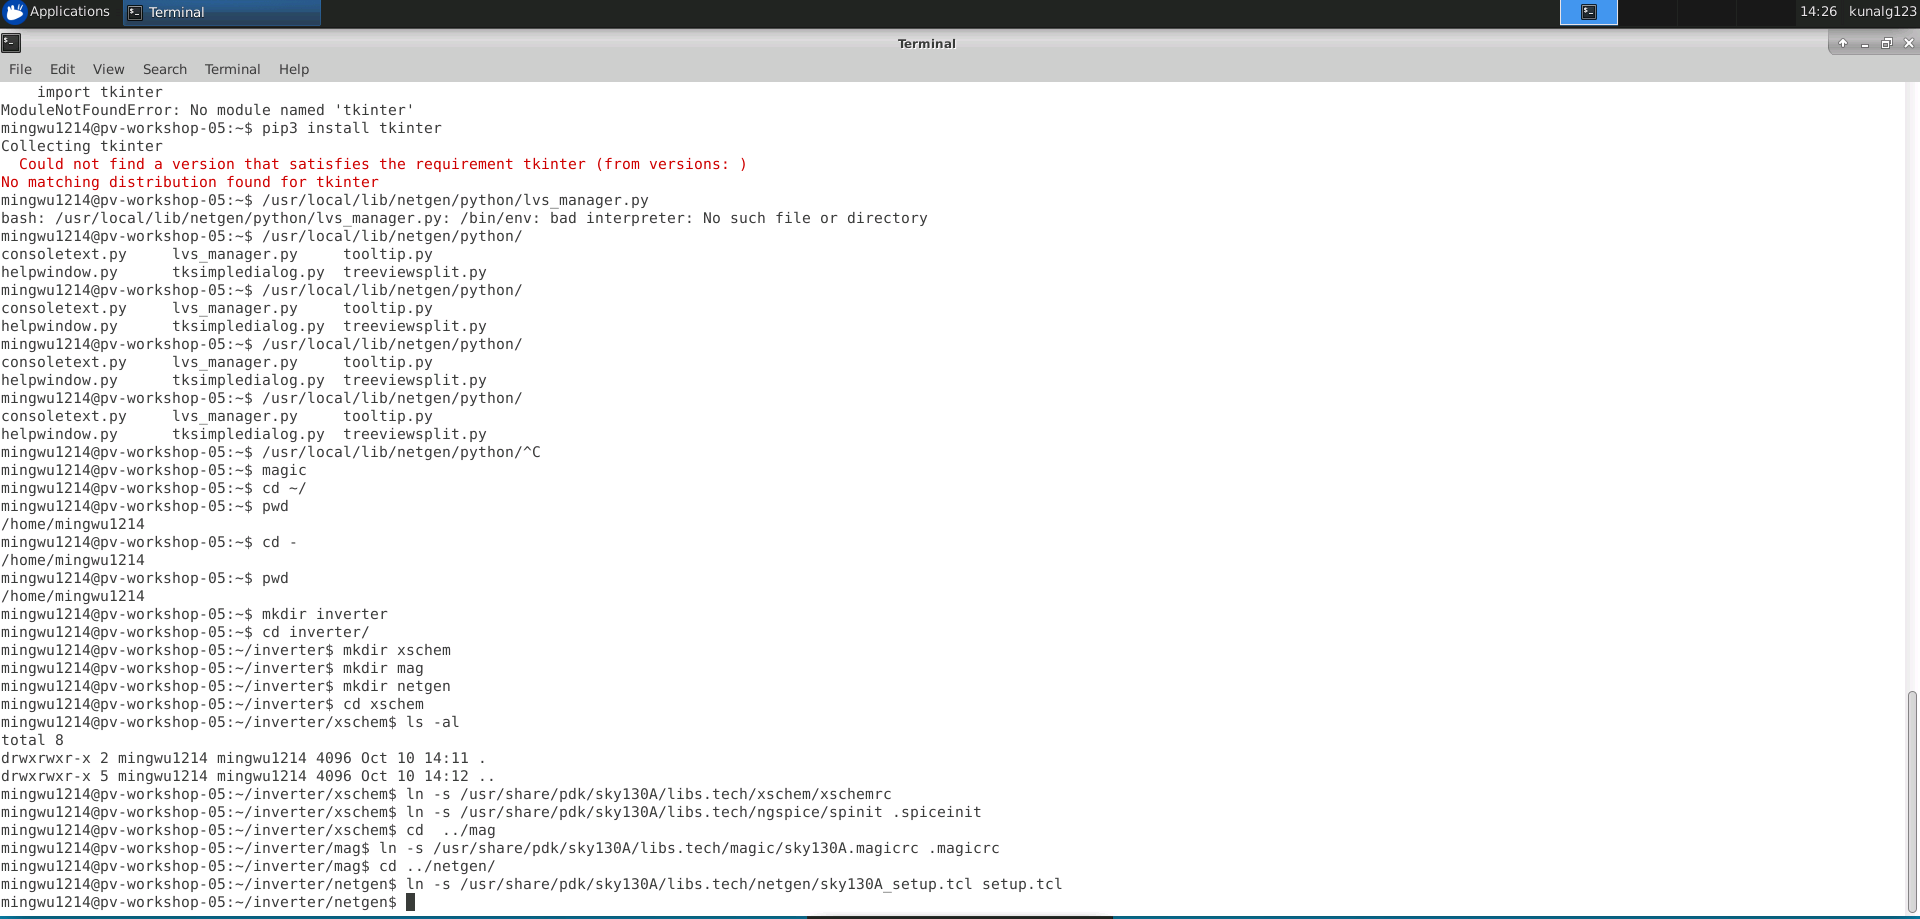 Applications Terminal 14:26 kunalg123
Terminal
File Edit View Search Terminal Help
    import tkinter
ModuleNotFoundError: No module named 'tkinter'
mingwu1214@pv-workshop-05:~$ pip3 install tkinter
Collecting tkinter
  Could not find a version that satisfies the requirement tkinter (from versions: )
No matching distribution found for tkinter
mingwu1214@pv-workshop-05:~$ /usr/local/lib/netgen/python/lvs_manager.py
bash: /usr/local/lib/netgen/python/lvs_manager.py: /bin/env: bad interpreter: No such file or directory
mingwu1214@pv-workshop-05:~$ /usr/local/lib/netgen/python/
consoletext.py     lvs_manager.py     tooltip.py
helpwindow.py      tksimpledialog.py  treeviewsplit.py
mingwu1214@pv-workshop-05:~$ /usr/local/lib/netgen/python/
consoletext.py     lvs_manager.py     tooltip.py
helpwindow.py      tksimpledialog.py  treeviewsplit.py
mingwu1214@pv-workshop-05:~$ /usr/local/lib/netgen/python/
consoletext.py     lvs_manager.py     tooltip.py
helpwindow.py      tksimpledialog.py  treeviewsplit.py
mingwu1214@pv-workshop-05:~$ /usr/local/lib/netgen/python/
consoletext.py     lvs_manager.py     tooltip.py
helpwindow.py      tksimpledialog.py  treeviewsplit.py
mingwu1214@pv-workshop-05:~$ /usr/local/lib/netgen/python/^C
mingwu1214@pv-workshop-05:~$ magic
mingwu1214@pv-workshop-05:~$ cd ~/
mingwu1214@pv-workshop-05:~$ pwd
/home/mingwu1214
mingwu1214@pv-workshop-05:~$ cd -
/home/mingwu1214
mingwu1214@pv-workshop-05:~$ pwd
/home/mingwu1214
mingwu1214@pv-workshop-05:~$ mkdir inverter
mingwu1214@pv-workshop-05:~$ cd inverter/
mingwu1214@pv-workshop-05:~/inverter$ mkdir xschem
mingwu1214@pv-workshop-05:~/inverter$ mkdir mag
mingwu1214@pv-workshop-05:~/inverter$ mkdir netgen
mingwu1214@pv-workshop-05:~/inverter$ cd xschem
mingwu1214@pv-workshop-05:~/inverter/xschem$ ls -al
total 8
drwxrwxr-x 2 mingwu1214 mingwu1214 4096 Oct 10 14:11 .
drwxrwxr-x 5 mingwu1214 mingwu1214 4096 Oct 10 14:12 ..
mingwu1214@pv-workshop-05:~/inverter/xschem$ ln -s /usr/share/pdk/sky130A/libs.tech/xschem/xschemrc
mingwu1214@pv-workshop-05:~/inverter/xschem$ ln -s /usr/share/pdk/sky130A/libs.tech/ngspice/spinit .spiceinit
mingwu1214@pv-workshop-05:~/inverter/xschem$ cd  ../mag
mingwu1214@pv-workshop-05:~/inverter/mag$ ln -s /usr/share/pdk/sky130A/libs.tech/magic/sky130A.magicrc .magicrc
mingwu1214@pv-workshop-05:~/inverter/mag$ cd ../netgen/
mingwu1214@pv-workshop-05:~/inverter/netgen$ ln -s /usr/share/pdk/sky130A/libs.tech/netgen/sky130A_setup.tcl setup.tcl
mingwu1214@pv-workshop-05:~/inverter/netgen$